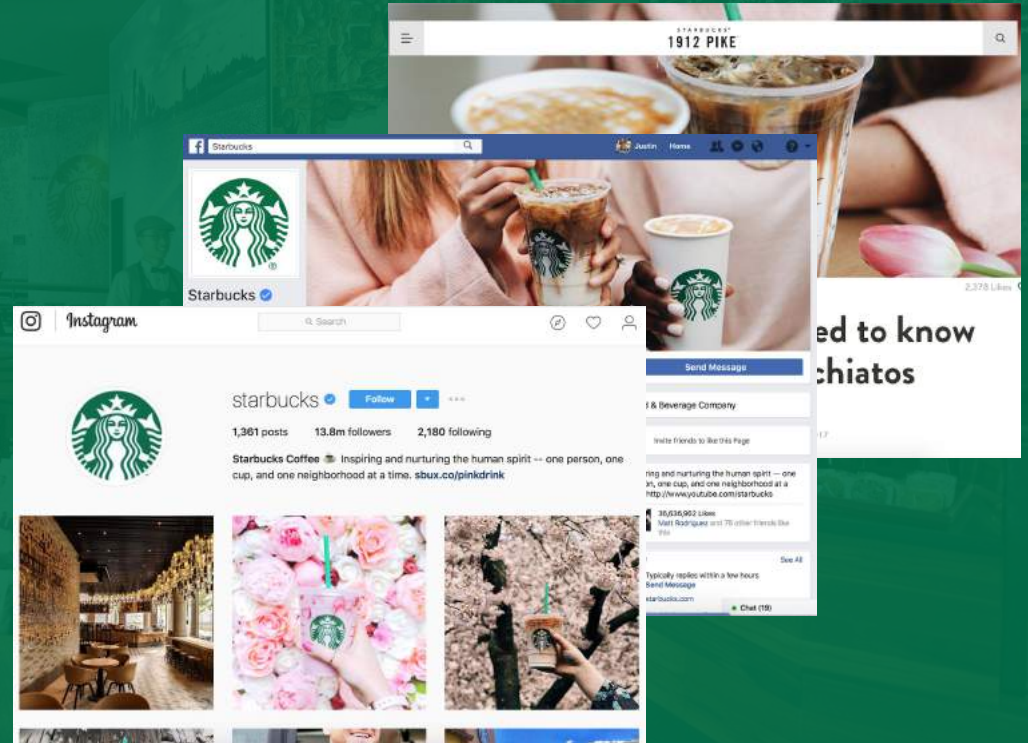 STARBUCKS®
1912 PIKE
Starbucks
Justin Home
Starbucks
2,378 Likes
ed to know
chiatos
17
Send Message
& Beverage Company
Invite friends to like this Page
ring and nurturing the human spirit -- one
on, one cup, and one neighborhood at a
http://www.youtube.com/starbucks
36,636,902 Likes
Matt Rodriguez and 78 other friends like
this
See All
Typically replies within a few hours
Send Message
starbucks.com
Chat (19)
Instagram
Search
starbucks Follow
1,361 posts 13.8m followers 2,180 following
Starbucks Coffee ☕ Inspiring and nurturing the human spirit -- one person, one
cup, and one neighborhood at a time. sbux.co/pinkdrink